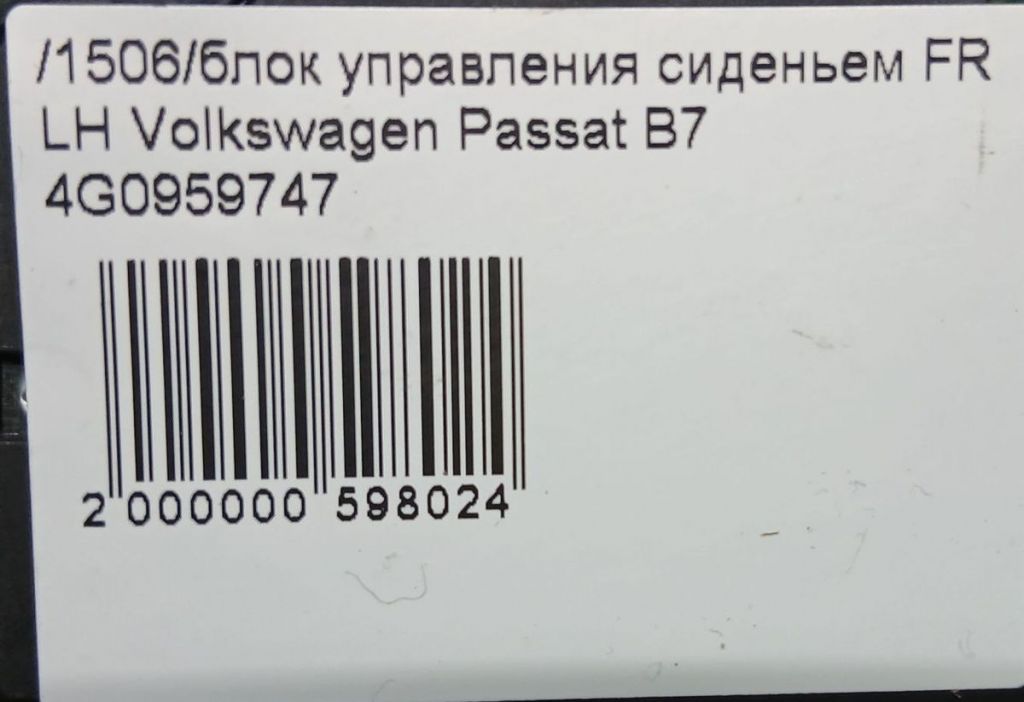 /1506/блок управления сиденьем FR
LH Volkswagen Passat B7
4G0959747
2 000000 598024